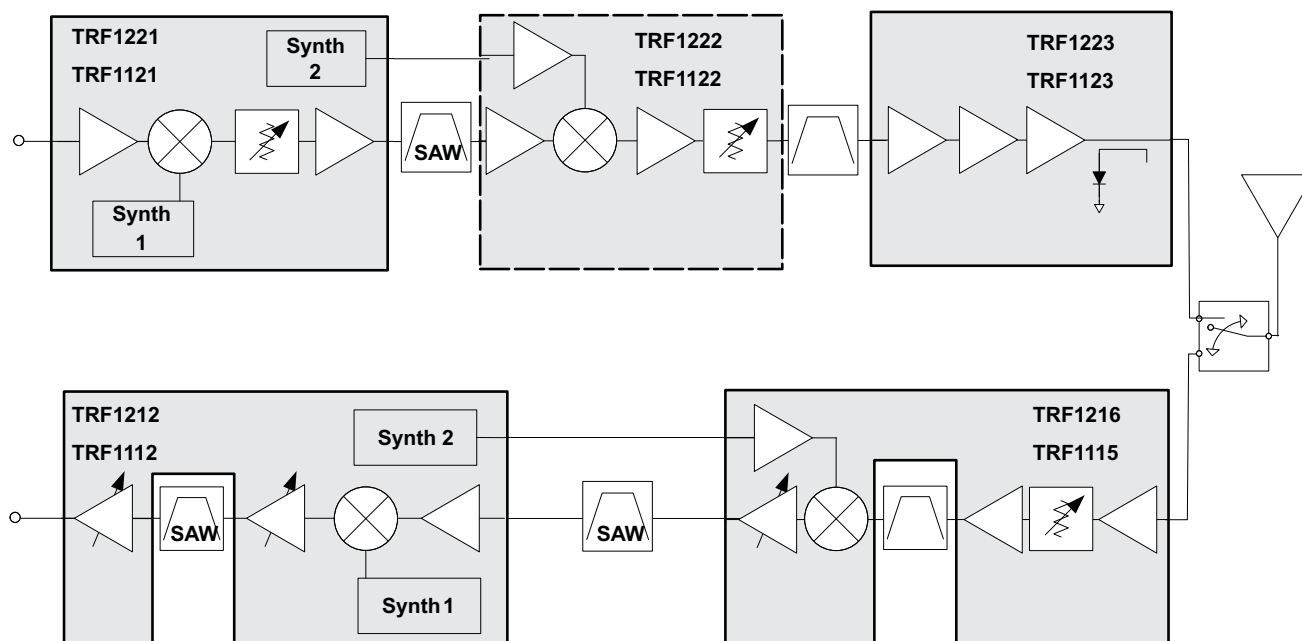 TRF1221
TRF1121
Synth
2
TRF1222
TRF1122
TRF1223
TRF1123
SAW
Synth
1
TRF1212
TRF1112
Synth 2
TRF1216
TRF1115
SAW
SAW
Synth 1